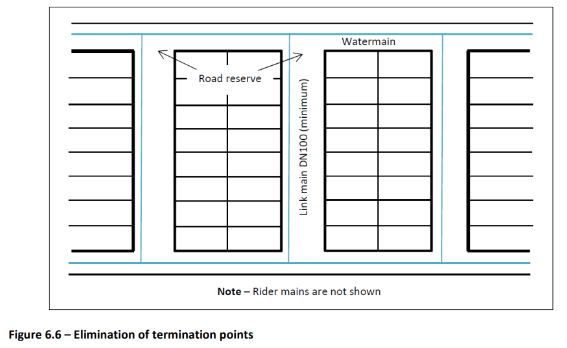 Watermain
Road reserve
Link main DN100 (minimum)
Note – Rider mains are not shown
Figure 6.6 – Elimination of termination points